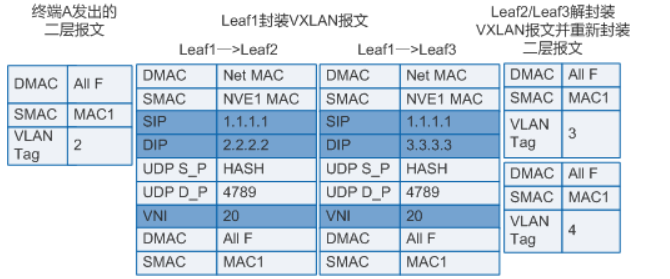 终端A发出的
二层报文
DMAC All F
SMAC MAC1
VLAN
Tag 2
Leaf1封装VXLAN报文
Leaf1—>Leaf2
DMAC Net MAC
SMAC NVE1 MAC
SIP 1.1.1.1
DIP 2.2.2.2
UDP S_P HASH
UDP D_P 4789
VNI 20
DMAC All F
SMAC MAC1
Leaf1—>Leaf3
DMAC Net MAC
SMAC NVE1 MAC
SIP 1.1.1.1
DIP 3.3.3.3
UDP S_P HASH
UDP D_P 4789
VNI 20
DMAC All F
SMAC MAC1
Leaf2/Leaf3解封装
VXLAN报文并重新封装
二层报文
DMAC All F
SMAC MAC1
VLAN
Tag 3
DMAC All F
SMAC MAC1
VLAN
Tag 4